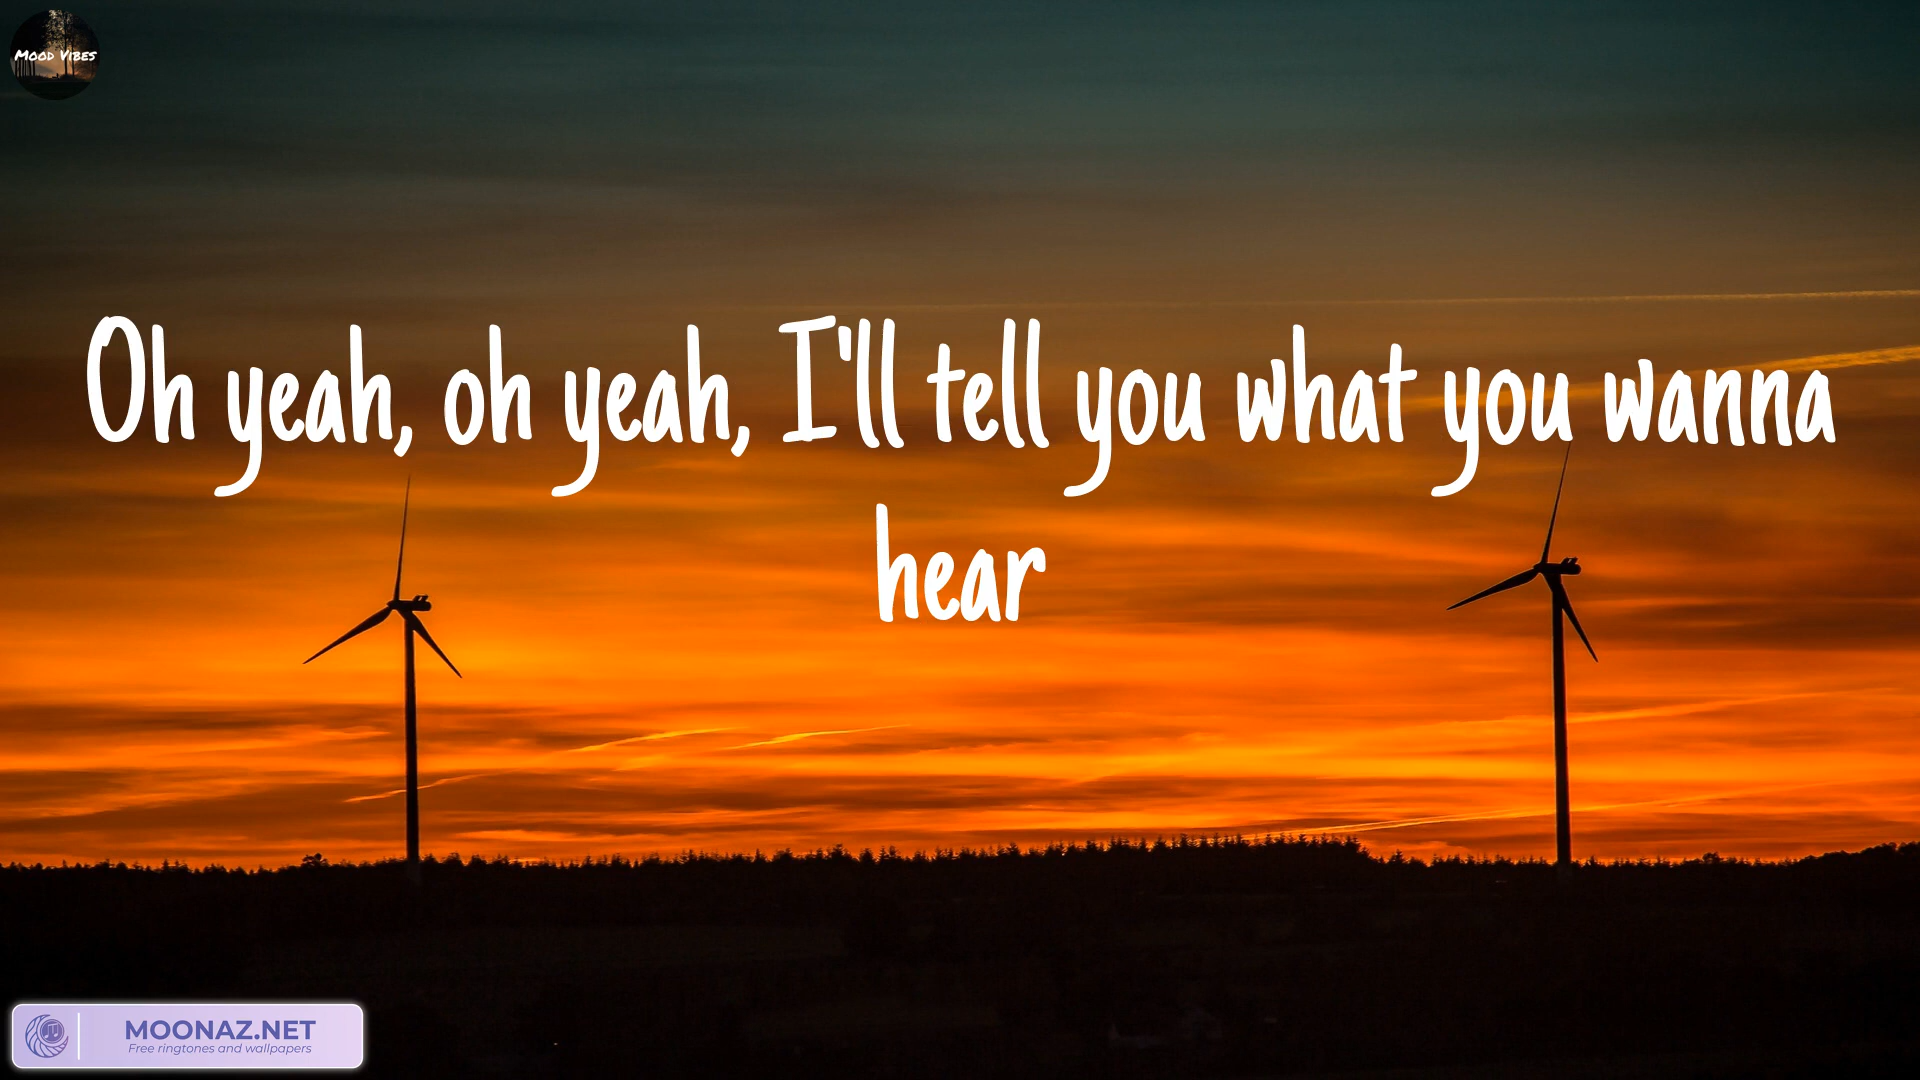 Mood Vibes
Oh yeah, oh yeah, I'll tell you what you wanna
hear
MOONAZ.NET
Free ringtones and wallpapers